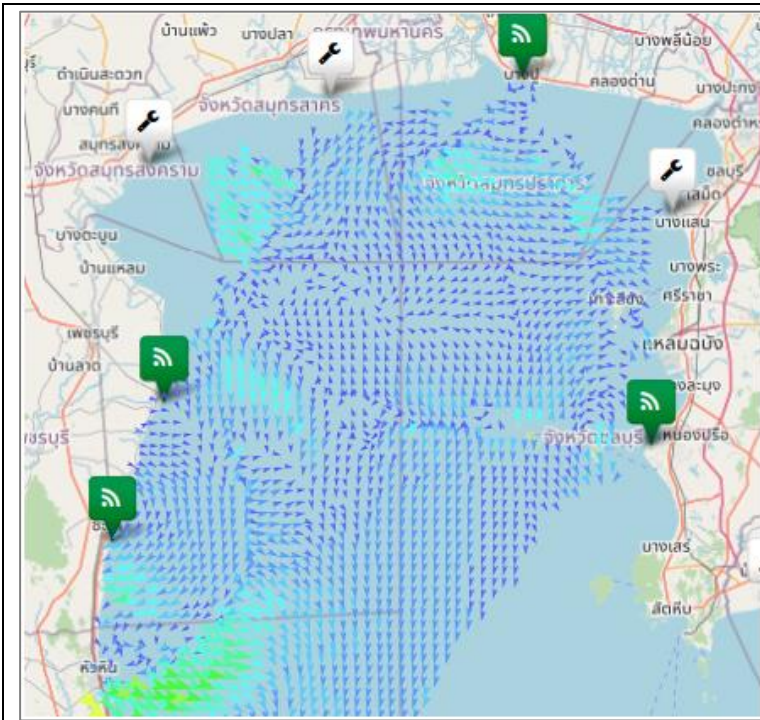 บ้านแพ้ว
บางปลา
กรุงเทพมหานคร
บางพลีน้อย
ดำเนินสะดวก
จังหวัดสมุทรสาคร
คลองด่าน
บางปะกง
บางคนที
จังหวัดสมุทรสงคราม
จังหวัดสมุทรปราการ
ชลบุรี
เสม็ด
บางแสน
บางตะบูน
บ้านแหลม
บางพระ
เกาะสีชัง
ศรีราชา
เพชรบุรี
แหลมฉบัง
บ้านลาด
จังหวัดชลบุรี
หนองปรือ
บางเสร่
สัตหีบ
หัวหิน